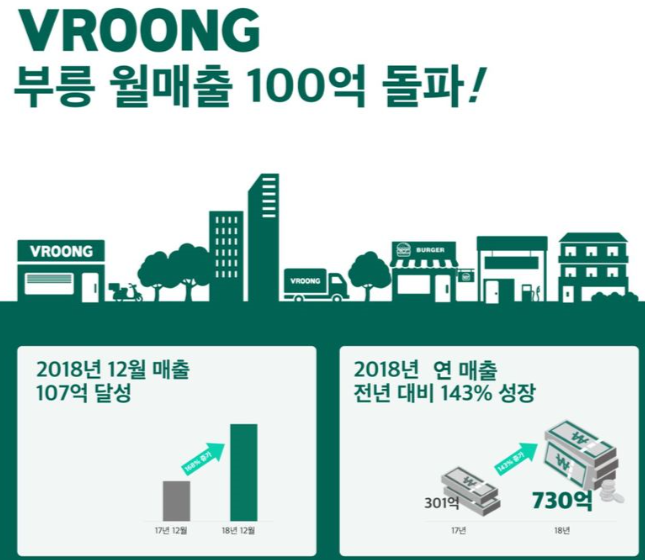 VROONG
부릉 월매출 100억 돌파!
VROONG
VROONG
BURGER
2018년 12월 매출
107억 달성
17년 12월
18년 12월
2018년 연 매출
전년 대비 143% 성장
143% 증가
301억
730억
17년
18년